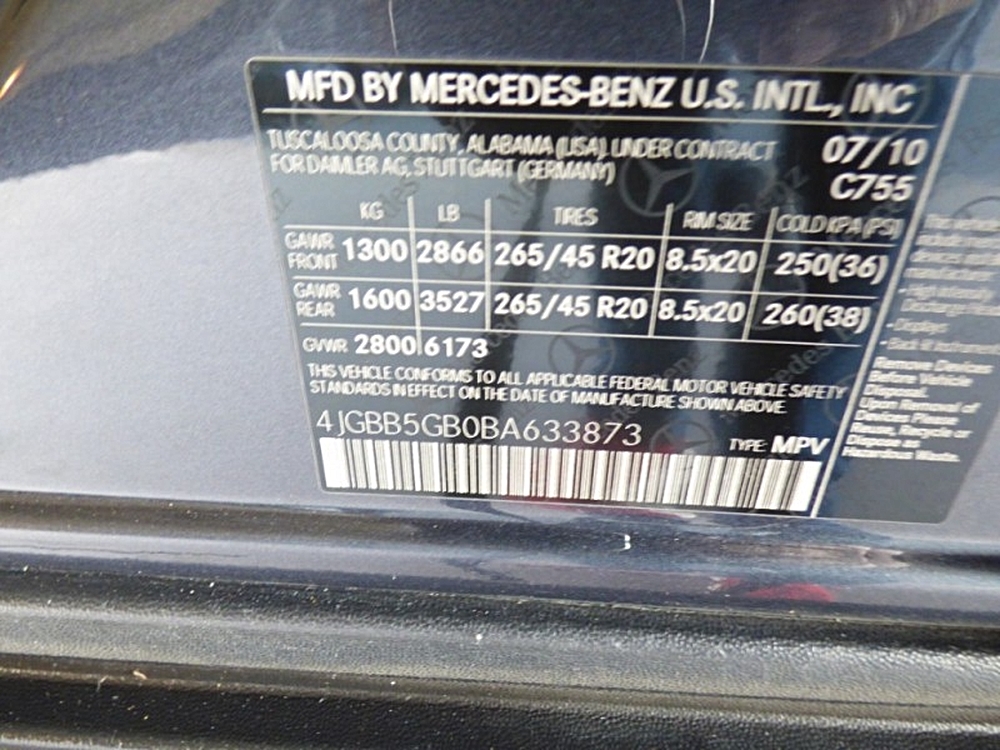 MFD BY MERCEDES-BENZ U.S. INTL., INC
TUSCALOOSA COUNTY, ALABAMA (USA) UNDER CONTRACT 07/10
FOR DAIMLER AG, STUTTGART (GERMANY) C755
KG LB TIRES RIM SIZE COLD KPA (PSI)
GAWR FRONT 1300 2866 265/45 R20 8.5x20 250(36)
GAWR REAR 1600 3527 265/45 R20 8.5x20 260(38)
GVWR 2800 6173
THIS VEHICLE CONFORMS TO ALL APPLICABLE FEDERAL MOTOR VEHICLE SAFETY
STANDARDS IN EFFECT ON THE DATE OF MANUFACTURE SHOWN ABOVE.
4JGBB5GB0BA633873
TYPE: MPV
Displays
Remove Devices
Before Vehicle
Disposal.
Upon Removal of
Devices Please
Reuse, Recycle or
Dispose as
Hazardous Waste.